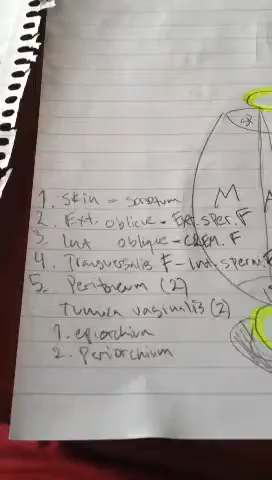 1. Skin - scrotum
2. Ext. oblique - Ext. sper. F
3. Int oblique - CREM. F
4. Transversalis F - Int. sperm. F
5. Peritoneum (2)
Tunica vaginalis (2)
1. epiorchium
2. periorchium
M